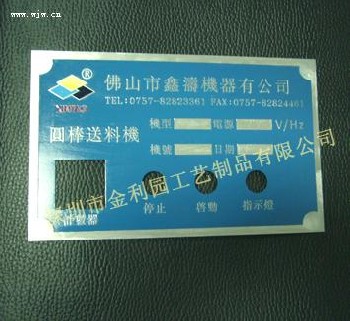 www.wjw.cn
®
佛山市鑫濤機器有公司
TEL:0757-82823361 FAX:0757-82824461
圓棒送料機
機型 電源 V/Hz
機號 日期
深圳市金利园工艺制品有限公司
停止 啓動 指示燈
計數器